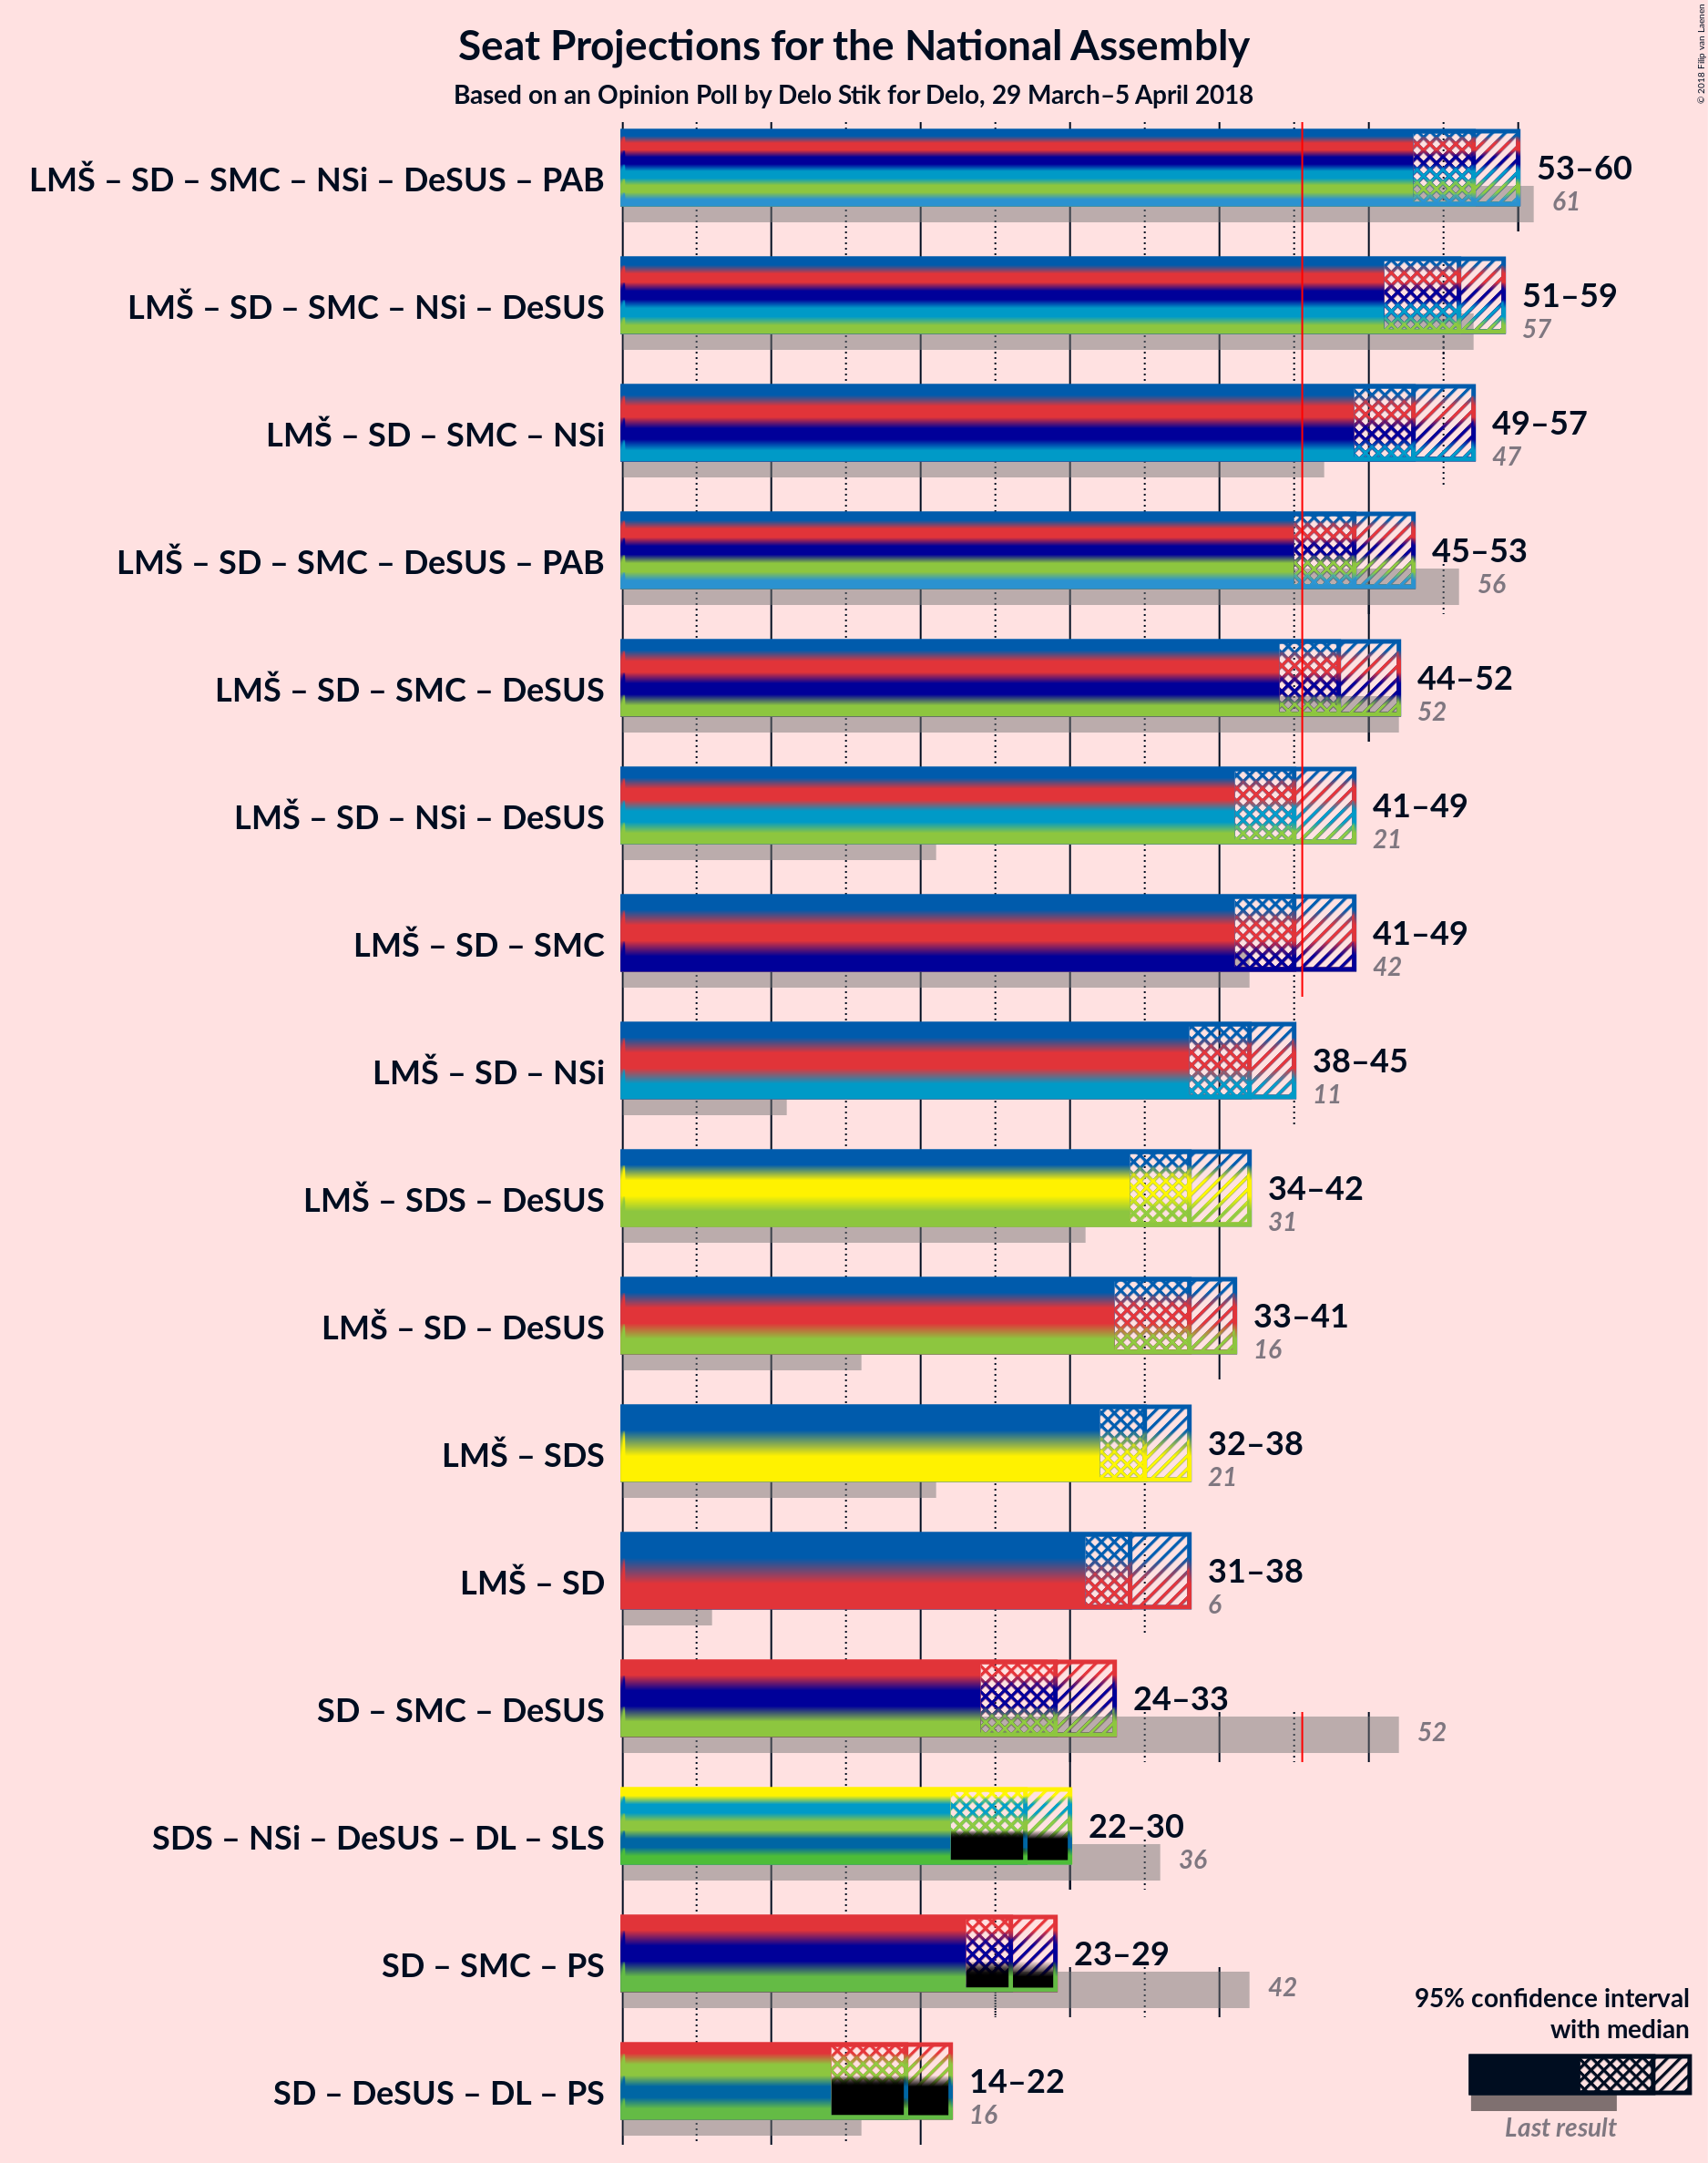 Seat Projections for the National Assembly
Based on an Opinion Poll by Delo Stik for Delo, 29 March–5 April 2018
© 2018 Filip van Laenen
LMŠ – SD – SMC – NSi – DeSUS – PAB
53–60
61
LMŠ – SD – SMC – NSi – DeSUS
51–59
57
LMŠ – SD – SMC – NSi
49–57
47
LMŠ – SD – SMC – DeSUS – PAB
45–53
56
LMŠ – SD – SMC – DeSUS
44–52
52
LMŠ – SD – NSi – DeSUS
41–49
21
LMŠ – SD – SMC
41–49
42
LMŠ – SD – NSi
38–45
11
LMŠ – SDS – DeSUS
34–42
31
LMŠ – SD – DeSUS
33–41
16
LMŠ – SDS
32–38
21
LMŠ – SD
31–38
6
SD – SMC – DeSUS
24–33
52
SDS – NSi – DeSUS – DL – SLS
22–30
36
SD – SMC – PS
23–29
42
SD – DeSUS – DL – PS
14–22
16
95% confidence interval
with median
Last result